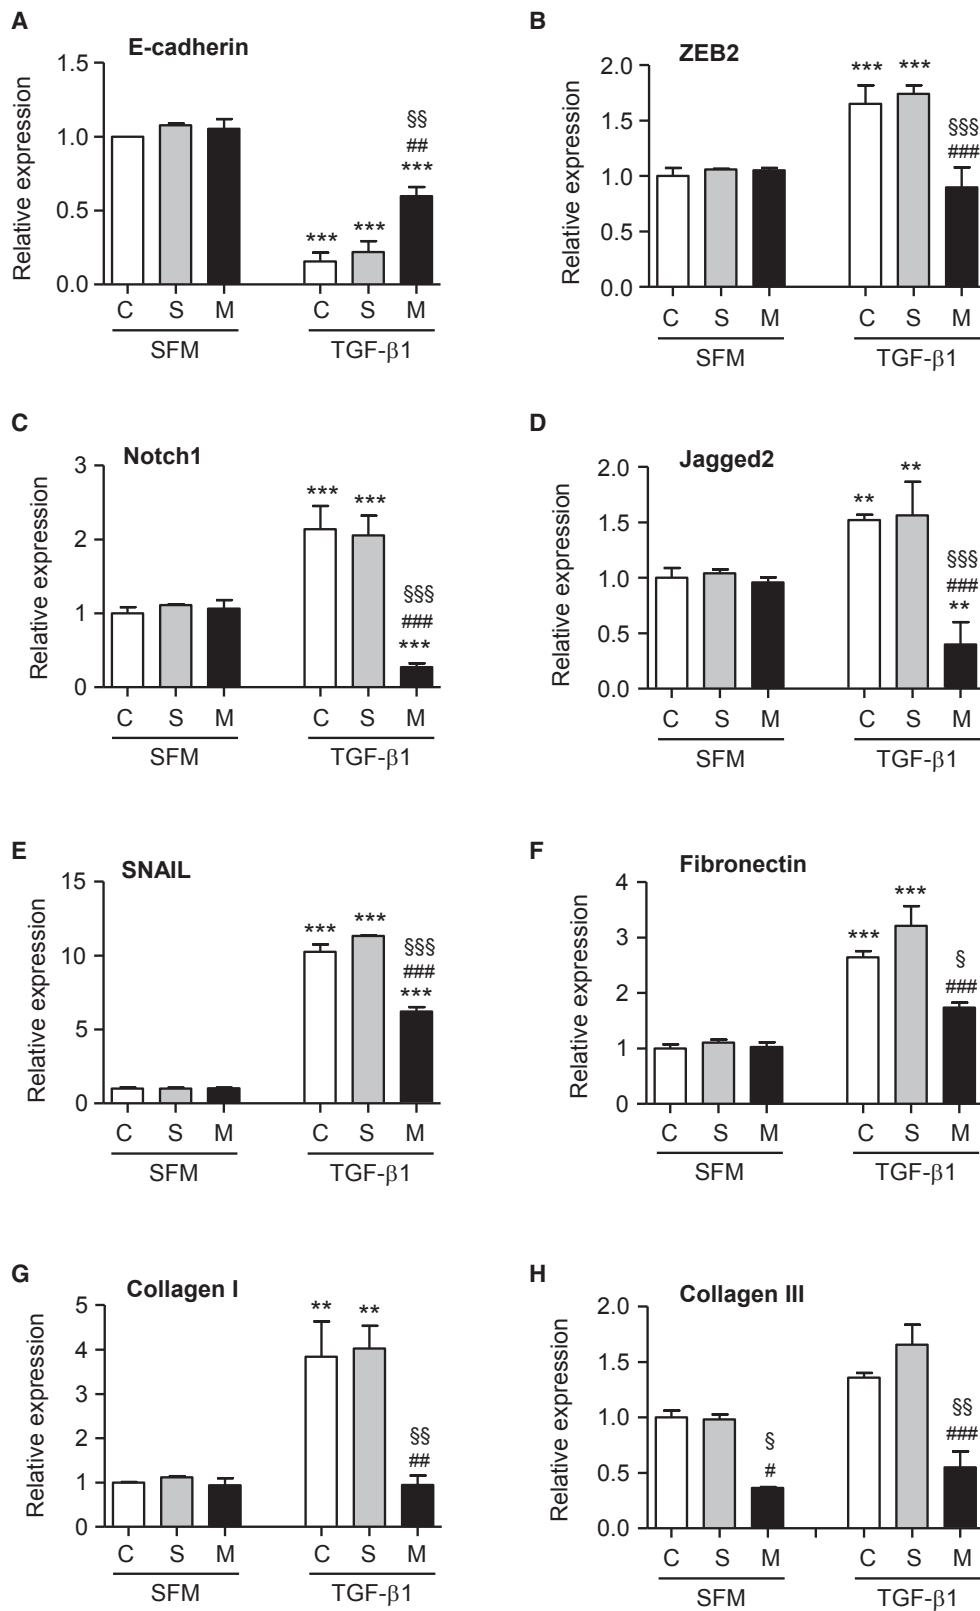 A
E-cadherin
Relative expression
1.5
1.0
0.5
0.0
§§
##
***
*** ***
C S M C S M
SFM TGF-β1
B
ZEB2
Relative expression
2.0
1.5
1.0
0.5
0.0
*** ***
§§§
###
C S M C S M
SFM TGF-β1
C
Notch1
Relative expression
3
2
1
0
*** ***
§§§
###
***
C S M C S M
SFM TGF-β1
D
Jagged2
Relative expression
2.0
1.5
1.0
0.5
0.0
** **
§§§
###
**
C S M C S M
SFM TGF-β1
E
SNAIL
Relative expression
15
10
5
0
*** ***
§§§
###
***
C S M C S M
SFM TGF-β1
F
Fibronectin
Relative expression
4
3
2
1
0
*** ***
§
###
C S M C S M
SFM TGF-β1
G
Collagen I
Relative expression
5
4
3
2
1
0
** **
§§
##
C S M C S M
SFM TGF-β1
H
Collagen III
Relative expression
2.0
1.5
1.0
0.5
0.0
§
#
§§
###
C S M C S M
SFM TGF-β1